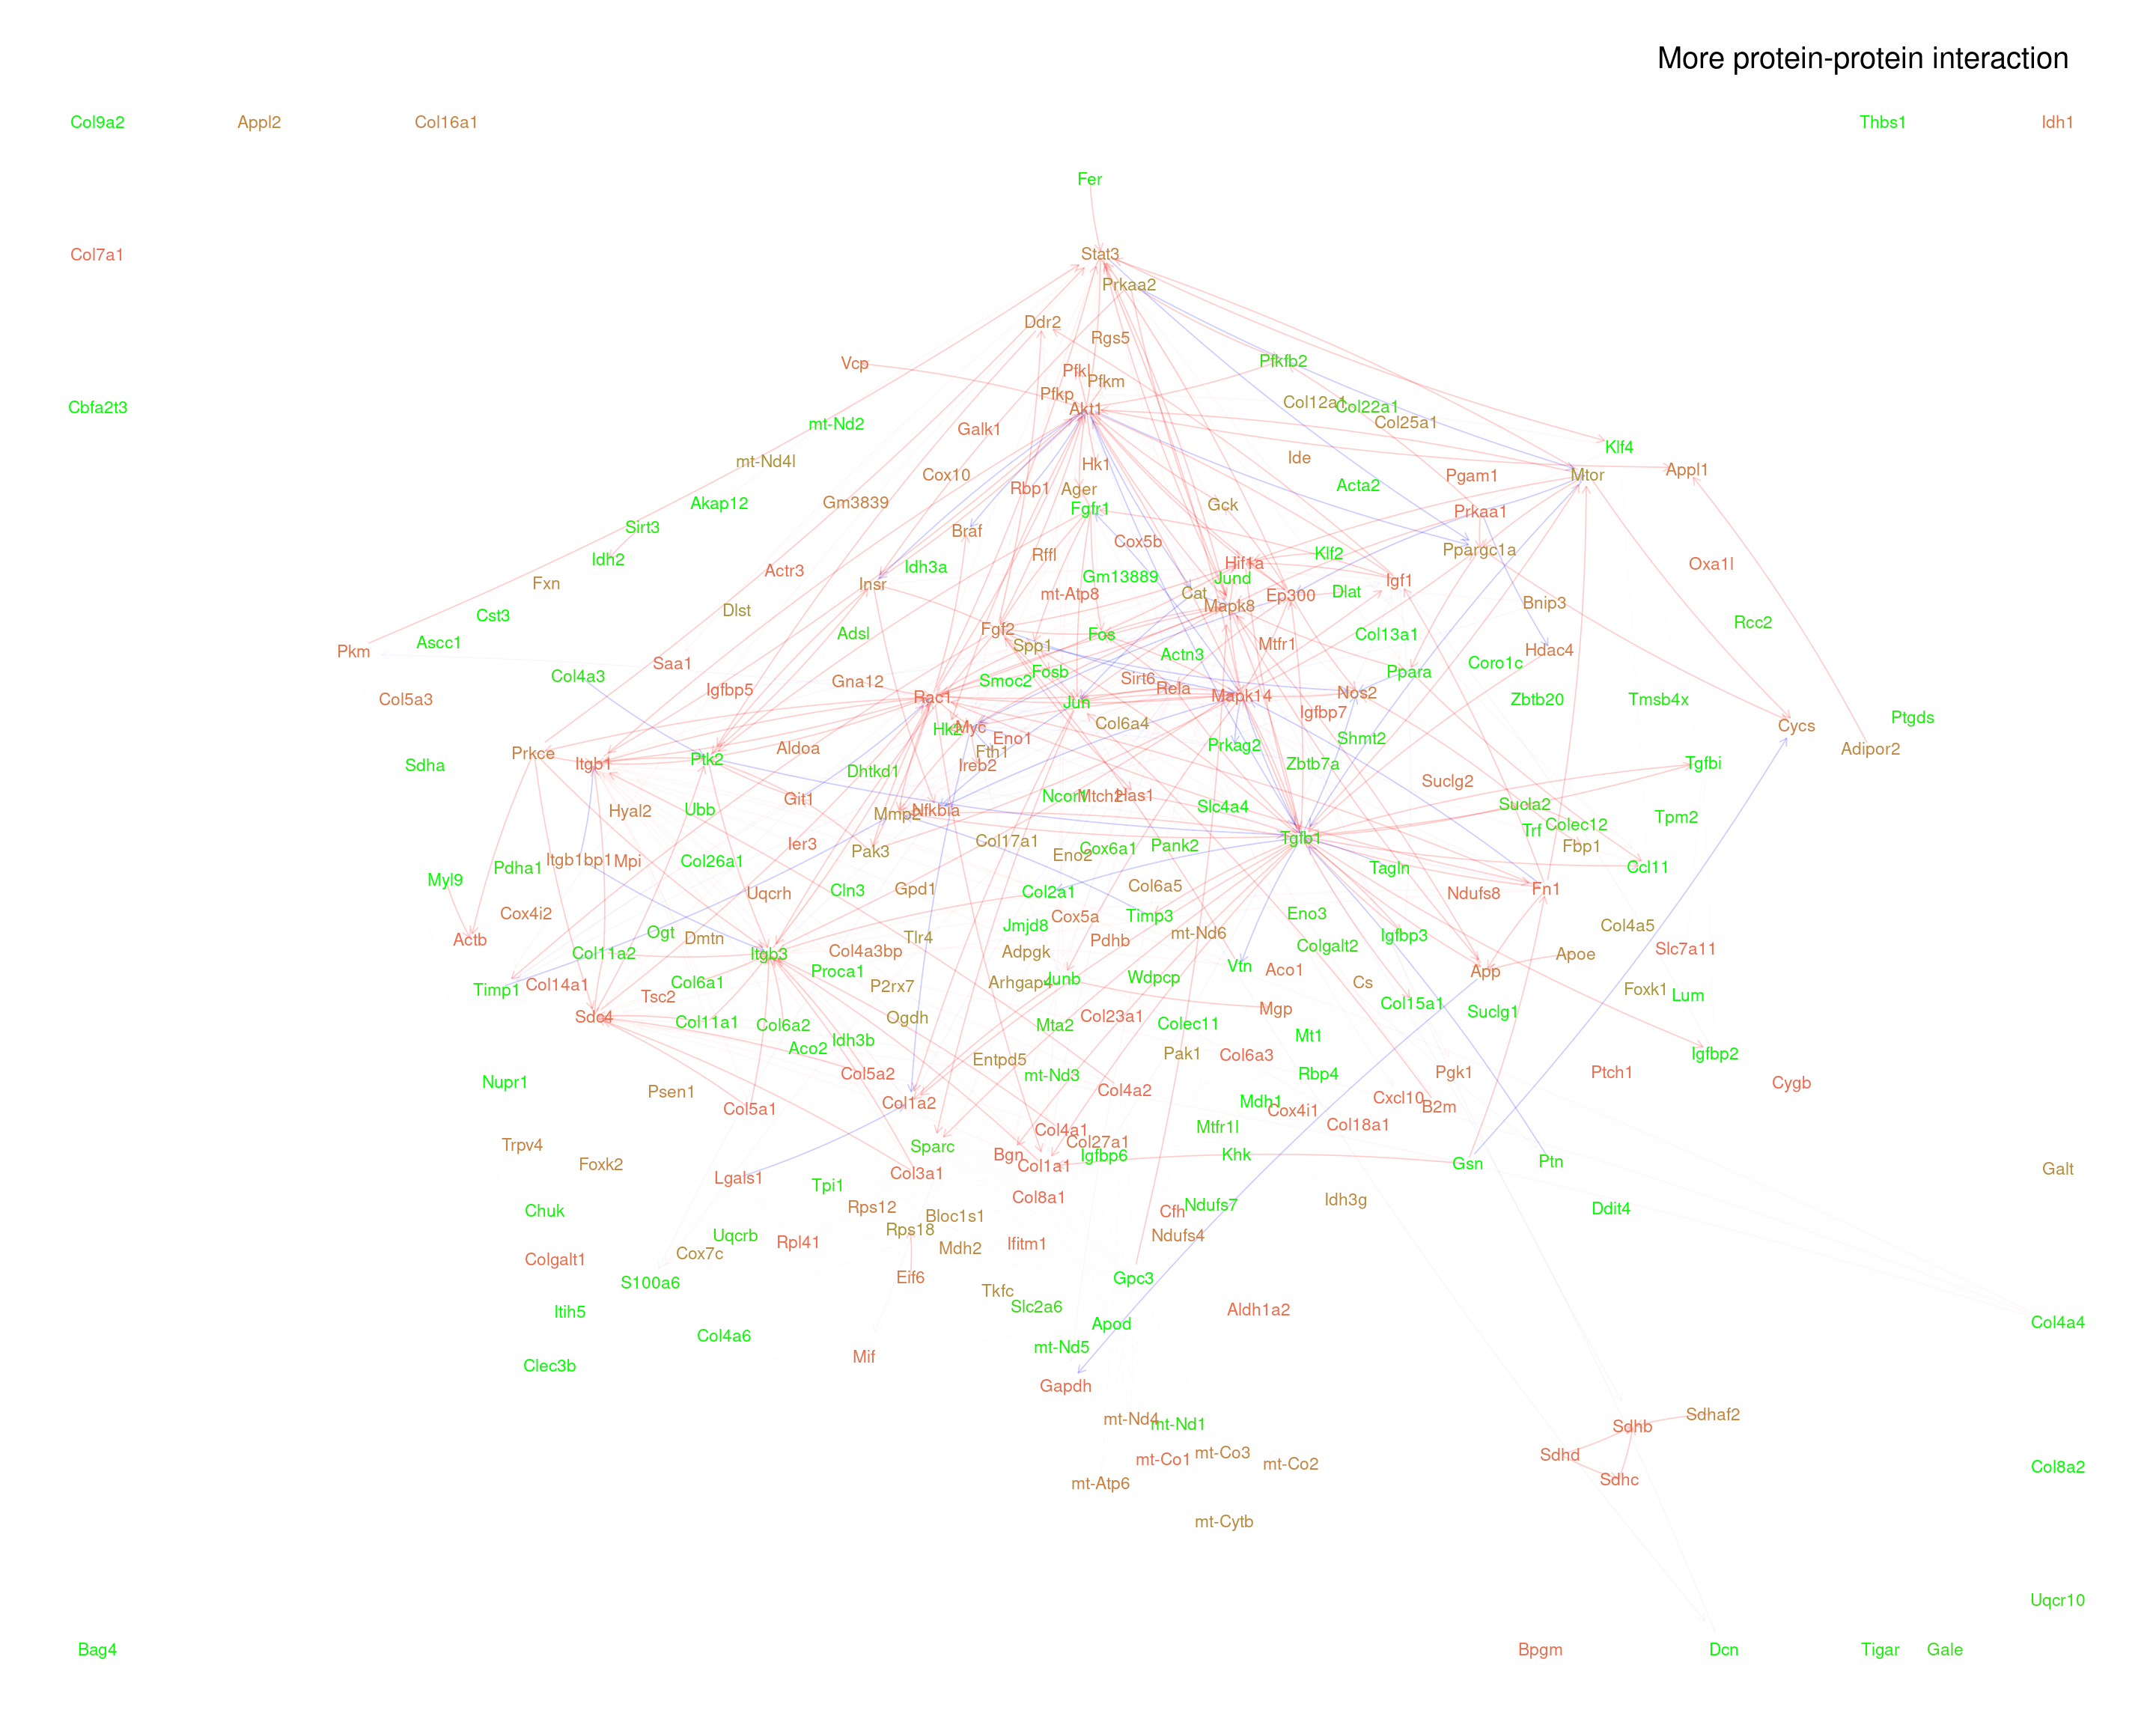 More protein-protein interaction
Col9a2 Appl2 Col16a1 Thbs1 Idh1
Fer
Col7a1 Stat3
Prkaa2
Ddr2
Rgs5
Vcp Pfkfb2
Pfkl
Pfkm
Pfkp
Col12a1
Cbfa2t3 Akt1 Col22a1
mt-Nd2 Col25a1
Galk1
Klf4
mt-Nd4l Hk1 Ide
Cox10 Appl1
Mtor
Pgam1
Rbp1 Ager Acta2
Akap12 Gm3839 Gck
Fgfr1 Prkaa1
Sirt3 Braf
Cox5b
Idh2 Rffl Klf2 Ppargc1a
Actr3 Idh3a Hif1a Oxa1l
Fxn Insr Gm13889 Jund Igf1
mt-Atp8 Cat Ep300 Dlat
Dlst Mapk8 Bnip3
Cst3 Rcc2
Adsl Fgf2 Fos Col13a1
Ascc1 Spp1 Mtfr1
Pkm Actn3 Hdac4
Saa1 Coro1c
Col4a3 Fosb Ppara
Gna12 Smoc2 Sirt6
Igfbp5 Rela
Col5a3 Rac1 Jun Mapk14 Nos2 Zbtb20 Tmsb4x
Igfbp7 Ptgds
Hk2 Myc Col6a4 Cycs
Eno1 Shmt2
Prkce Aldoa Fth1 Prkag2 Adipor2
Sdha Itgb1 Ptk2 Dhtkd1 Ireb2 Zbtb7a Tgfbi
Suclg2
Git1 Ncor1 Mtch2 Has1
Hyal2 Ubb Mmp2 Nfkbia Slc4a4 Sucla2
Tpm2
Ier3 Col17a1 Tgfb1 Trf Colec12
Itgb1bp1 Mpi Col26a1 Pak3 Eno2 Cox6a1 Pank2 Fbp1
Pdha1 Tagln Ccl11
Myl9 Uqcrh Cln3 Gpd1 Col2a1 Col6a5 Ndufs8 Fn1
Cox4i2 Cox5a Timp3 Eno3
Ogt Dmtn Tlr4 Jmjd8 mt-Nd6 Igfbp3 Col4a5
Actb Pdhb Colgalt2 Slc7a11
Col11a2 Itgb3 Col4a3bp Adpgk Apoe
Proca1 Vtn Aco1 App
Timp1 Col14a1 Col6a1 P2rx7 Arhgap4 Junb Wdpcp Cs Foxk1 Lum
Tsc2 Col15a1
Sdc4 Col11a1 Col6a2 Ogdh Mta2 Col23a1 Colec11 Mgp Suclg1
Aco2 Idh3b Mt1
Entpd5 Pak1 Col6a3 Igfbp2
Nupr1 Col5a2 mt-Nd3 Rbp4 Pgk1 Ptch1 Cygb
Psen1 Col4a2
Col5a1 Col1a2 Mdh1 Cox4i1 Cxcl10 B2m
Col4a1 Mtfr1l Col18a1
Trpv4 Sparc Col27a1
Foxk2 Bgn Col1a1 Igfbp6 Khk Gsn Ptn Galt
Lgals1 Col3a1
Tpi1 Col8a1 Idh3g
Chuk Rps12 Bloc1s1 Cfh Ndufs7 Ddit4
Uqcrb Rps18 Ndufs4
Colgalt1 Cox7c Rpl41 Mdh2 Ifitm1
S100a6 Eif6 Gpc3
Itih5 Tkfc Slc2a6 Aldh1a2
Col4a6 Apod Col4a4
Clec3b Mif mt-Nd5
Gapdh
mt-Nd4 mt-Nd1 Sdhb Sdhaf2
mt-Co1 mt-Co3 mt-Co2 Sdhd Col8a2
mt-Atp6 Sdhc
mt-Cytb
Uqcr10
Bag4 Bpgm Dcn Tigar Gale